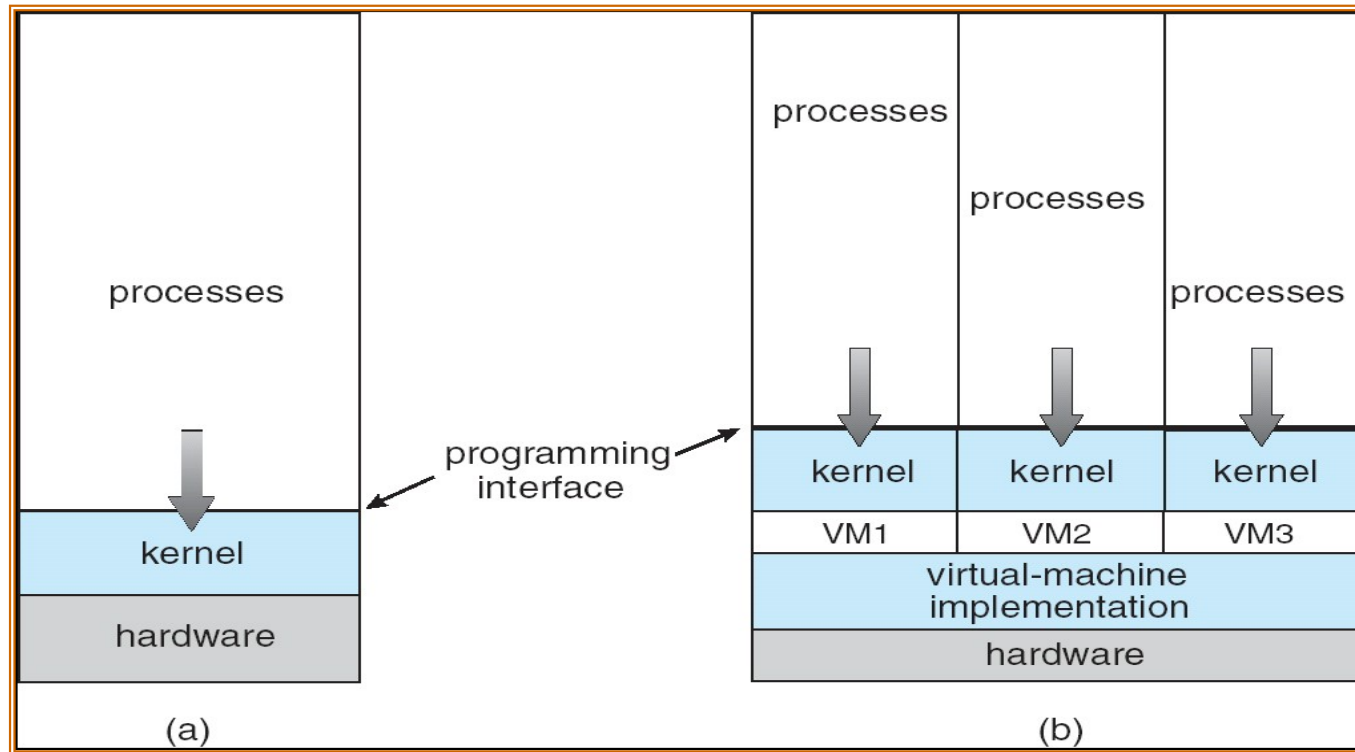 processes
kernel
hardware
(a)
programming
interface
processes
processes
processes
kernel
kernel
kernel
VM1
VM2
VM3
virtual-machine
implementation
hardware
(b)